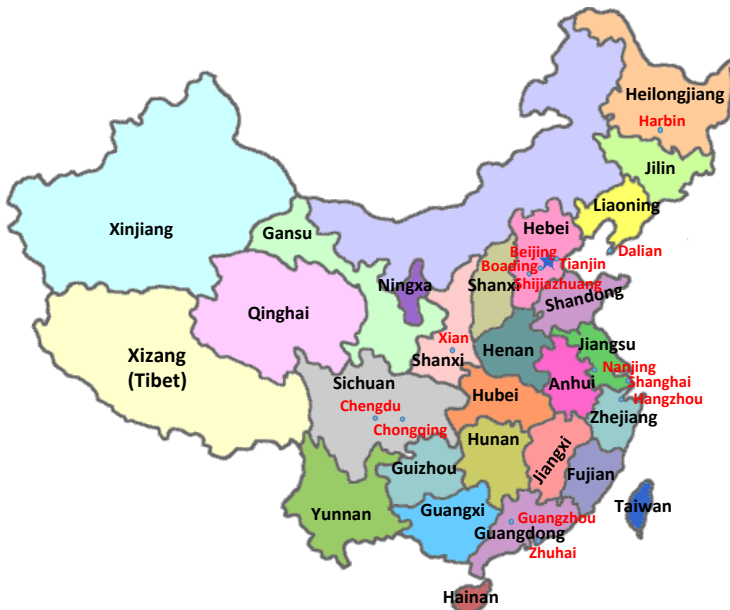 Heilongjiang
Harbin
Jilin
Liaoning
Hebei
Xinjiang
Gansu
Beijing
Dalian
Boading
Tianjin
Ningxa
Shanxi
Shijiazhuang
Shandong
Qinghai
Xian
Jiangsu
Xizang
(Tibet)
Shanxi
Henan
Nanjing
Sichuan
Anhui
Shanghai
Hubei
Hangzhou
Chengdu
Zhejiang
Chongqing
Hunan
Jiangxi
Guizhou
Fujian
Taiwan
Yunnan
Guangxi
Guangzhou
Guangdong
Zhuhai
Hainan